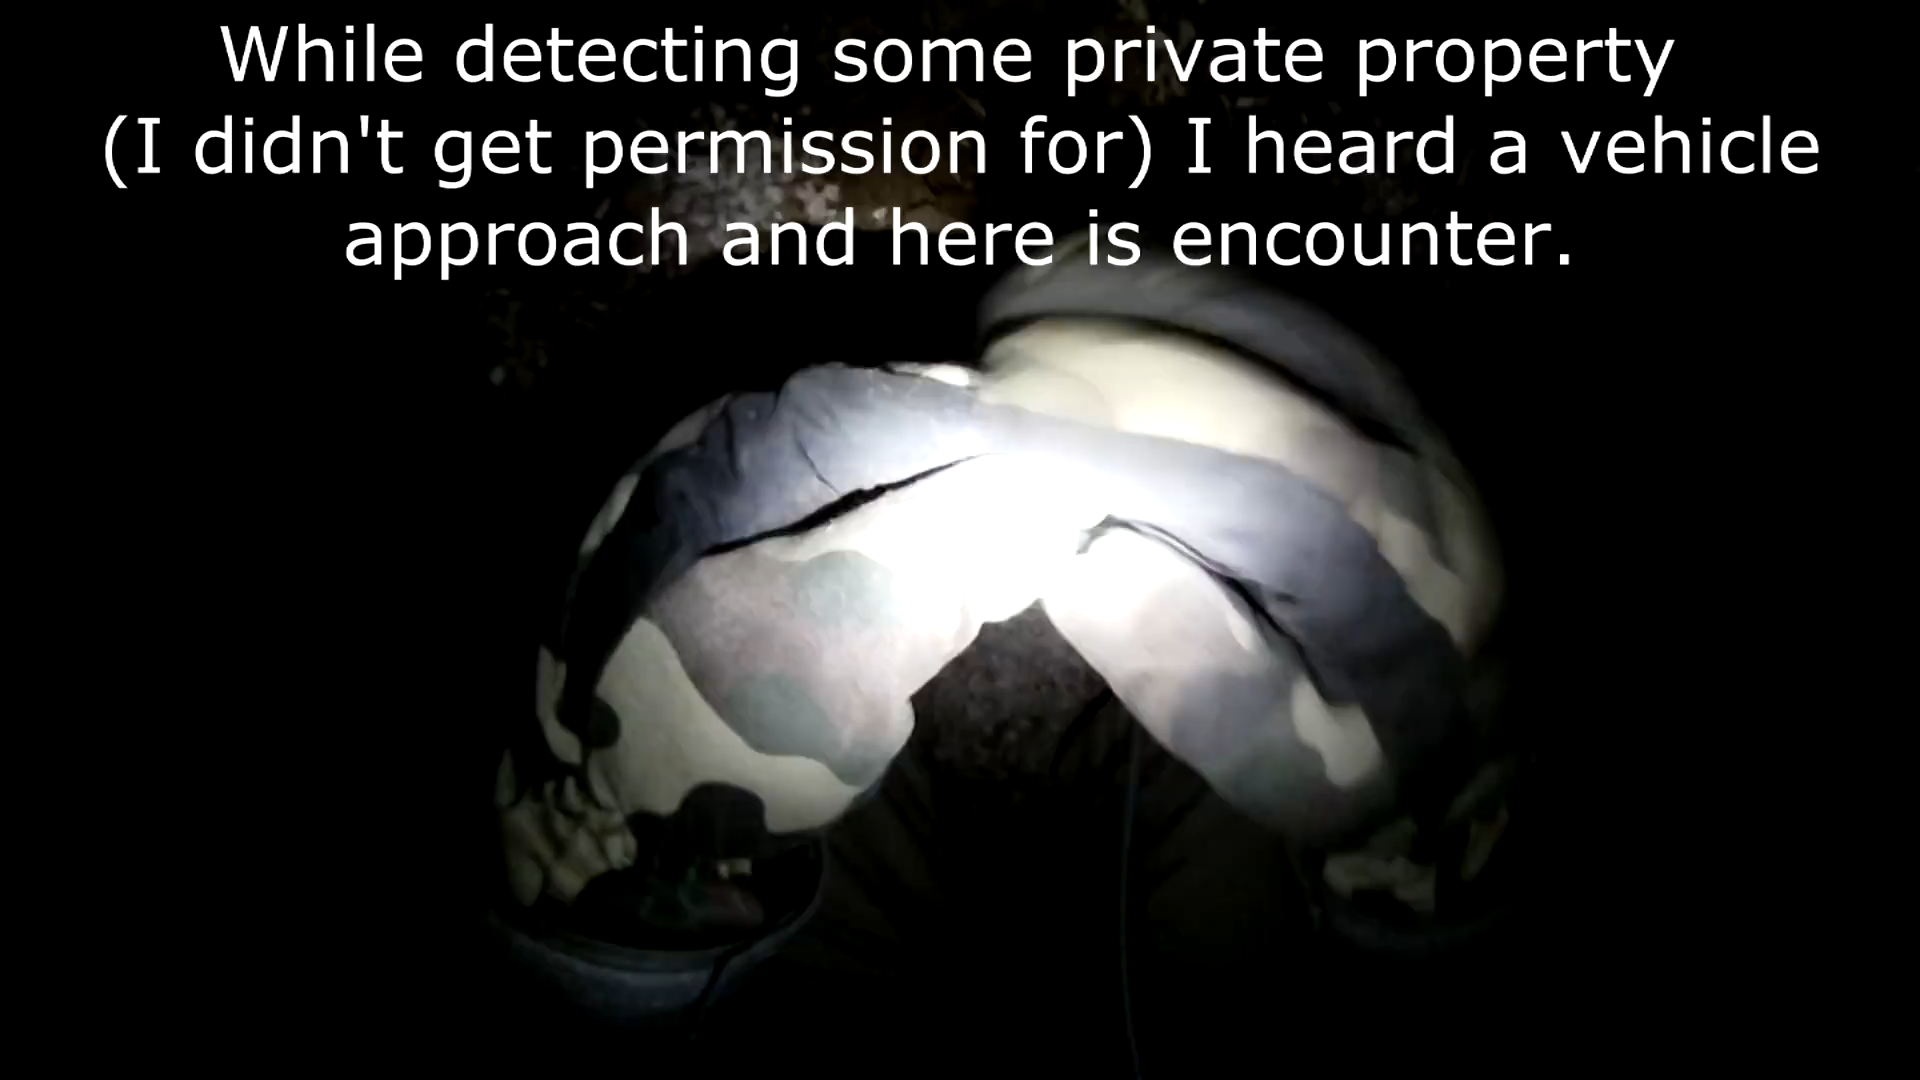 While detecting some private property
(I didn't get permission for) I heard a vehicle
approach and here is encounter.